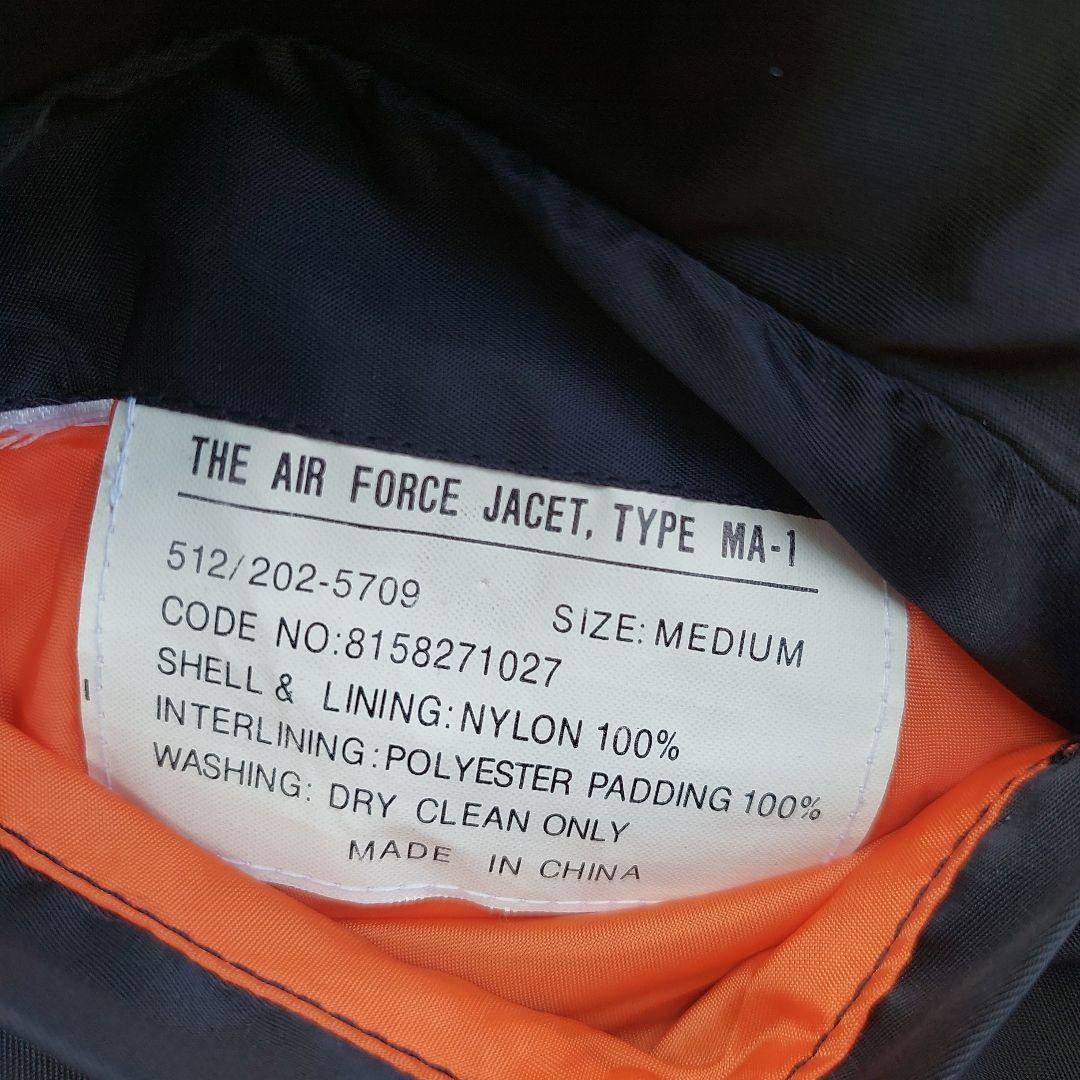 THE AIR FORCE JACET, TYPE MA-1
512/202-5709
SIZE: MEDIUM
CODE NO:8158271027
SHELL & LINING: NYLON 100%
INTERLINING: POLYESTER PADDING 100%
WASHING: DRY CLEAN ONLY
MADE IN CHINA